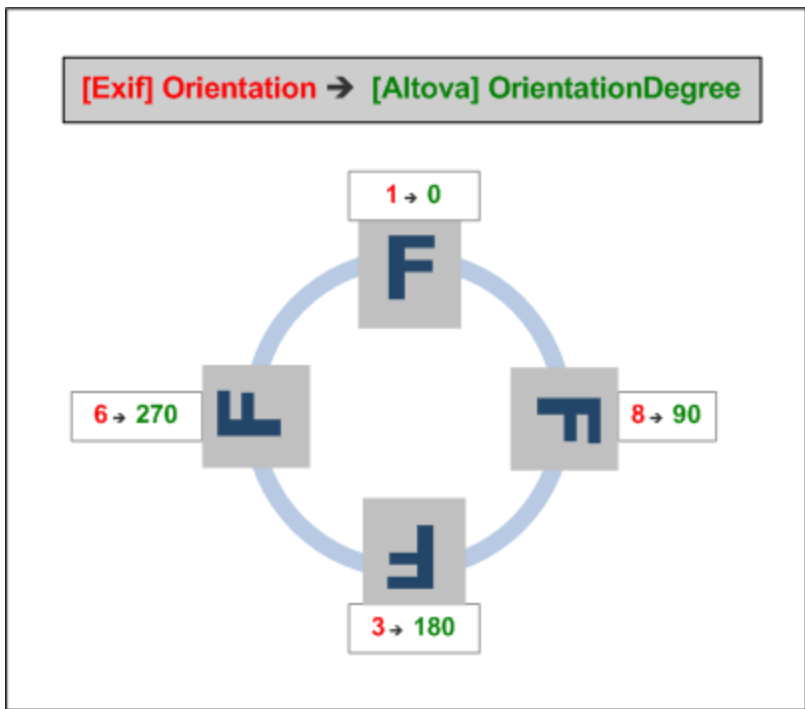 [Exif] Orientation ➔ [Altova] OrientationDegree
1 ➔ 0
F
6 ➔ 270
F
F
8 ➔ 90
F
3 ➔ 180